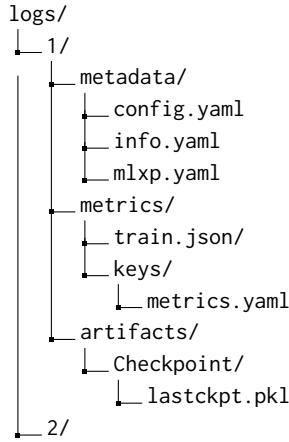 logs/
1/
metadata/
config.yaml
info.yaml
mlxp.yaml
metrics/
train.json/
keys/
metrics.yaml
artifacts/
Checkpoint/
lastckpt.pkl
2/